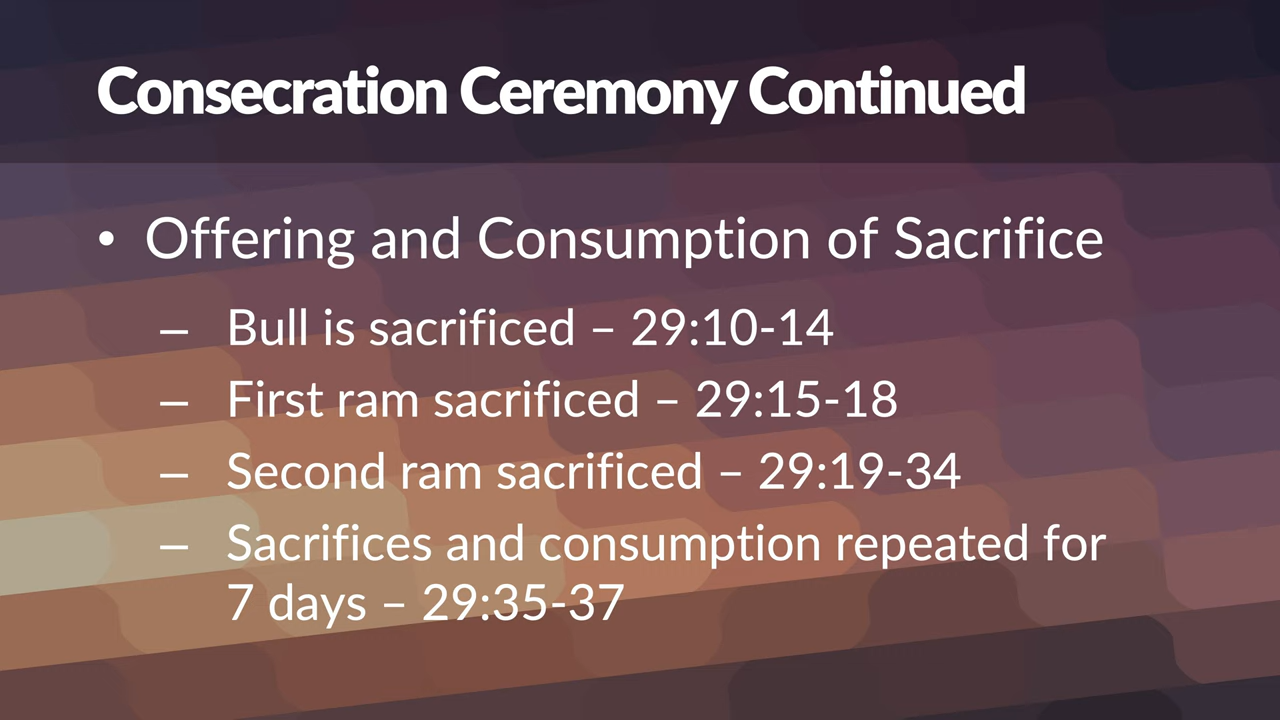 Consecration Ceremony Continued
• Offering and Consumption of Sacrifice
– Bull is sacrificed – 29:10-14
– First ram sacrificed – 29:15-18
– Second ram sacrificed – 29:19-34
– Sacrifices and consumption repeated for
7 days – 29:35-37